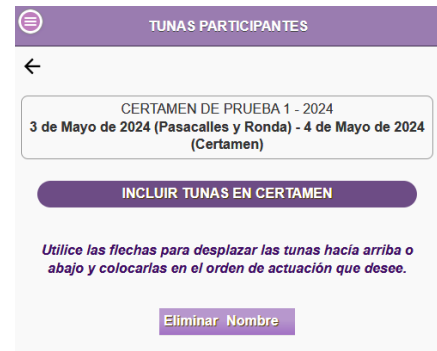 TUNAS PARTICIPANTES
CERTAMEN DE PRUEBA 1 - 2024
3 de Mayo de 2024 (Pasacalles y Ronda) - 4 de Mayo de 2024
(Certamen)
INCLUIR TUNAS EN CERTAMEN
Utilice las flechas para desplazar las tunas hacía arriba o
abajo y colocarlas en el orden de actuación que desee.
Eliminar Nombre